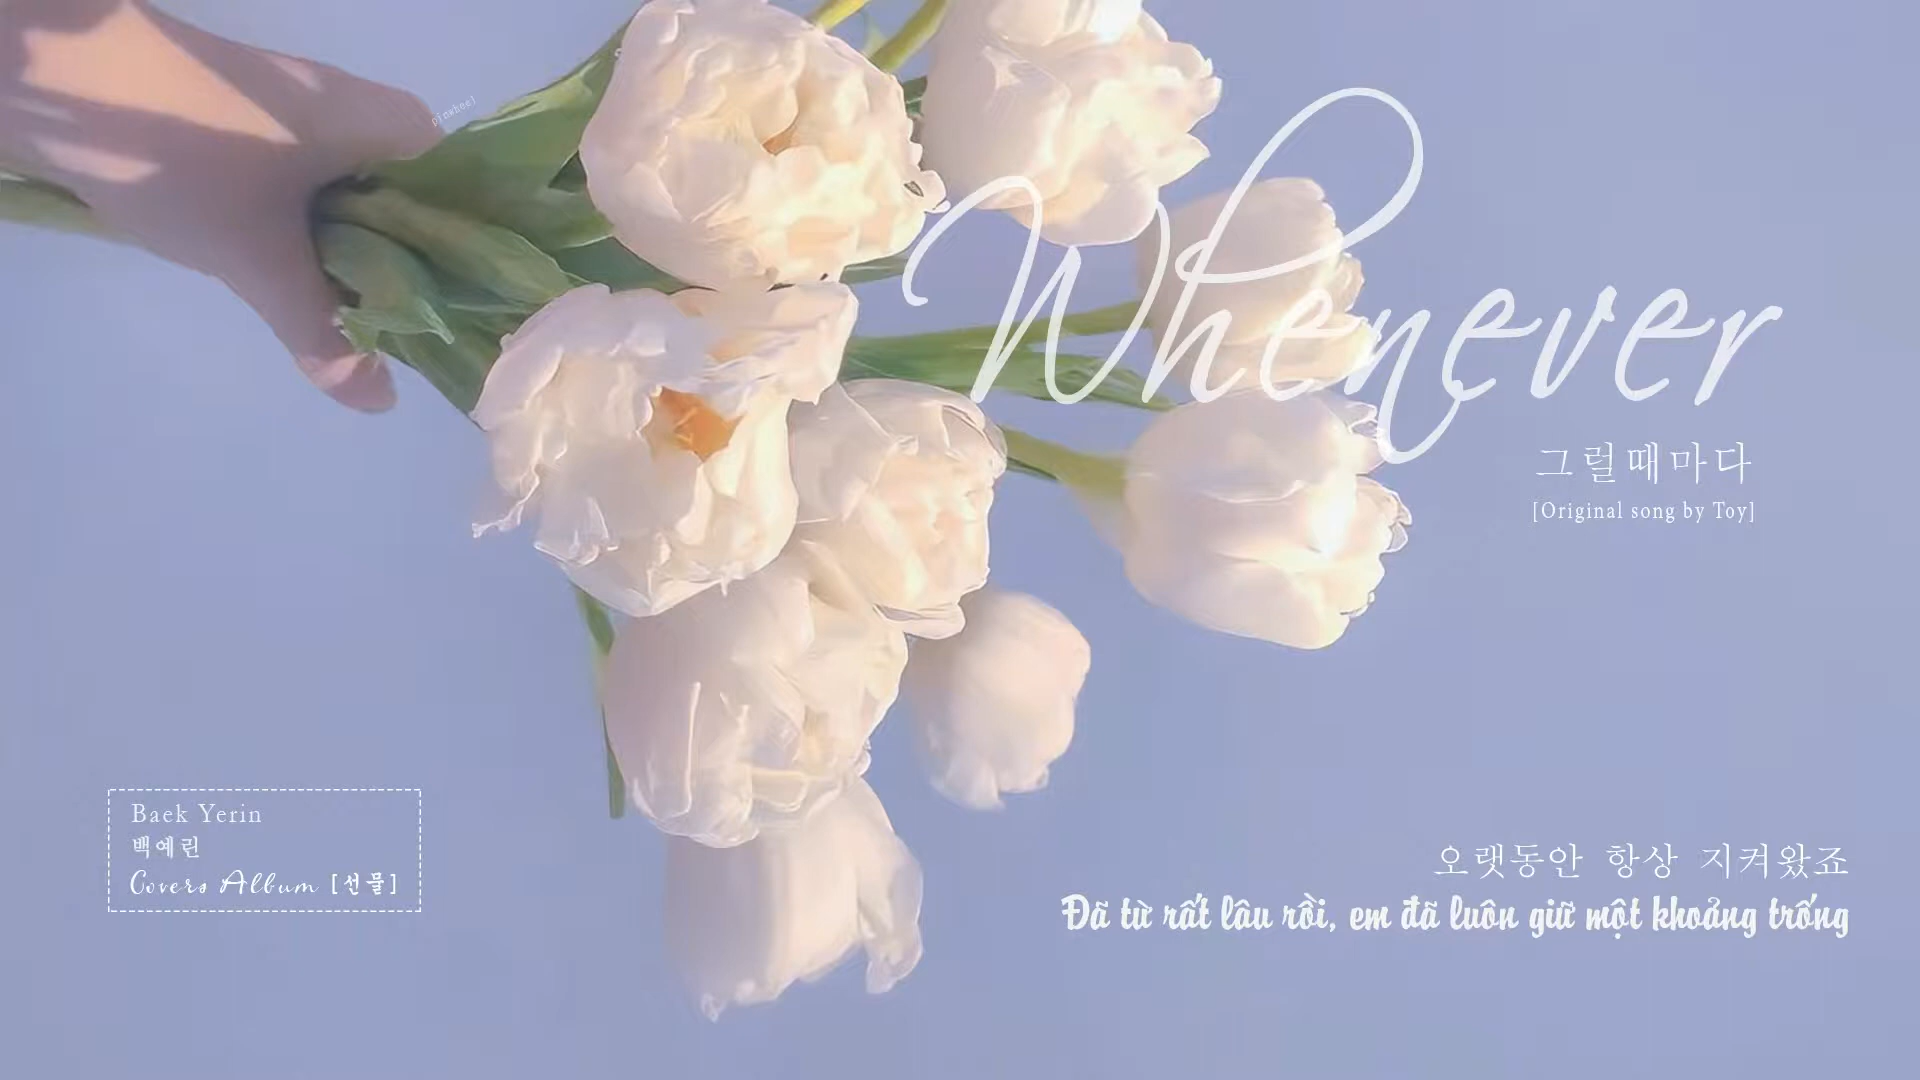 pinwheel
Whenever
그럴때마다
[Original song by Toy]
Baek Yerin
백예린
Covers Album [선물]
오랫동안 항상 지켜왔죠
Đã từ rất lâu rồi, em đã luôn giữ một khoảng trống